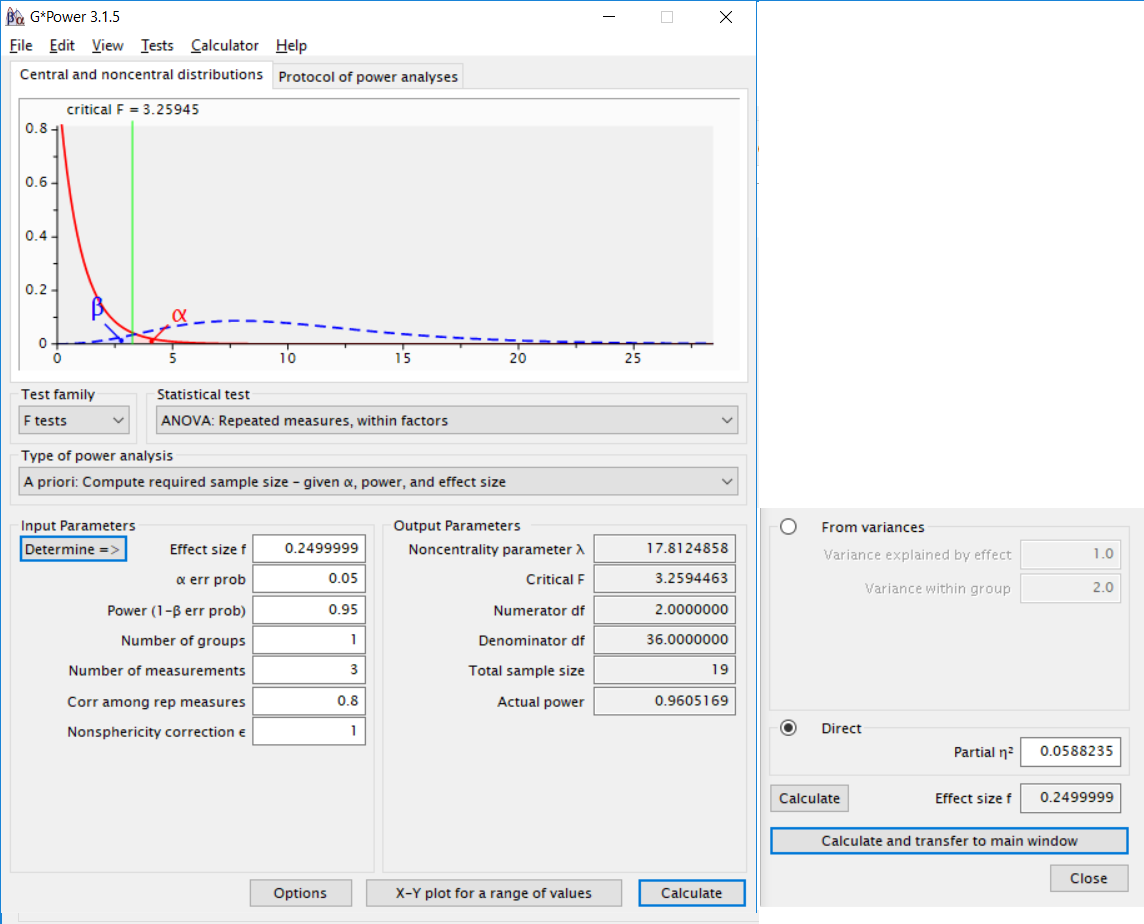 G*Power 3.1.5
File Edit View Tests Calculator Help
Central and noncentral distributions Protocol of power analyses
critical F = 3.25945
0.8
0.6
0.4
0.2
0
β α
0 5 10 15 20 25
Test family Statistical test
F tests ANOVA: Repeated measures, within factors
Type of power analysis
A priori: Compute required sample size – given α, power, and effect size
Input Parameters
Determine => Effect size f 0.2499999
α err prob 0.05
Power (1-β err prob) 0.95
Number of groups 1
Number of measurements 3
Corr among rep measures 0.8
Nonsphericity correction ϵ 1
Output Parameters
Noncentrality parameter λ 17.8124858
Critical F 3.2594463
Numerator df 2.0000000
Denominator df 36.0000000
Total sample size 19
Actual power 0.9605169
Options X-Y plot for a range of values Calculate
From variances
Variance explained by effect 1.0
Variance within group 2.0
Direct
Partial η² 0.0588235
Calculate Effect size f 0.2499999
Calculate and transfer to main window
Close